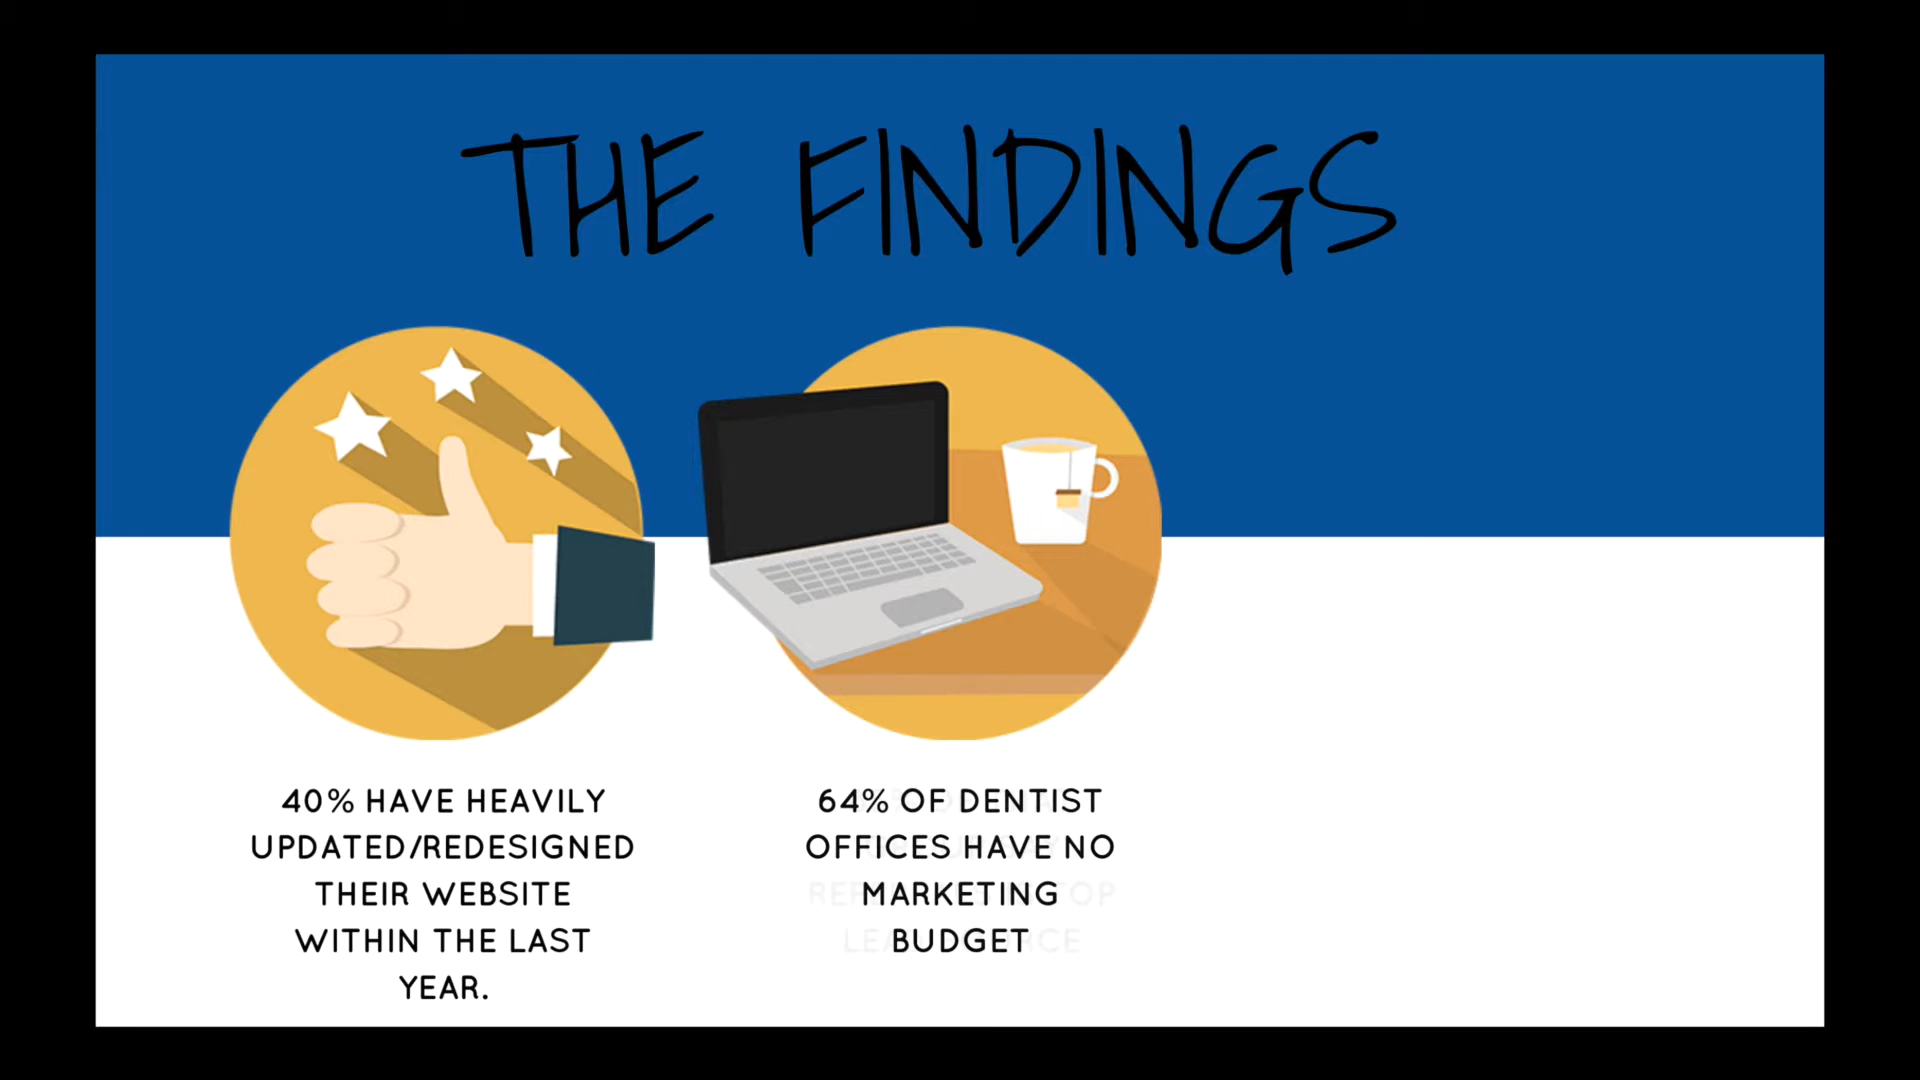 THE FINDINGS
40% HAVE HEAVILY
UPDATED/REDESIGNED
THEIR WEBSITE
WITHIN THE LAST
YEAR.
64% OF DENTIST
OFFICES HAVE NO
MARKETING
BUDGET